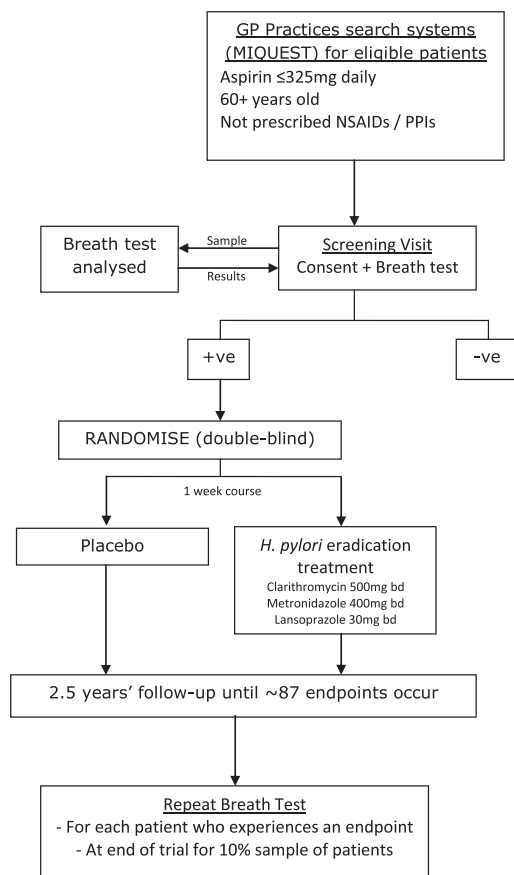 GP Practices search systems
(MIQUEST) for eligible patients
Aspirin ≤325mg daily
60+ years old
Not prescribed NSAIDs / PPIs
Breath test
analysed
Sample
Results
Screening Visit
Consent + Breath test
+ve
-ve
RANDOMISE (double-blind)
1 week course
Placebo
H. pylori eradication
treatment
Clarithromycin 500mg bd
Metronidazole 400mg bd
Lansoprazole 30mg bd
2.5 years’ follow-up until ~87 endpoints occur
Repeat Breath Test
- For each patient who experiences an endpoint
- At end of trial for 10% sample of patients